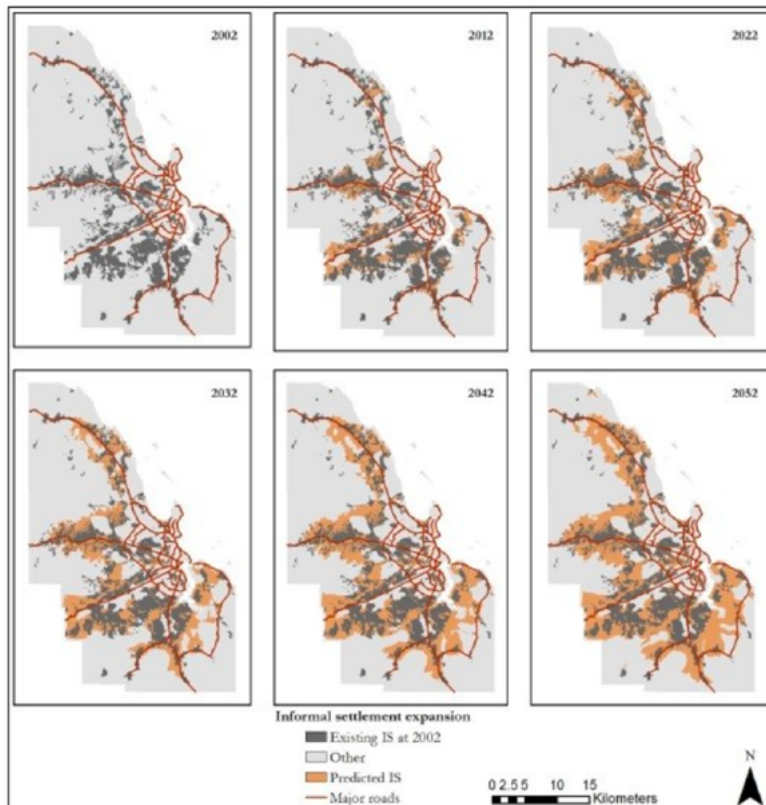 2002
2012
2022
2032
2042
2052
Informal settlement expansion
Existing IS at 2002
Other
Predicted IS
Major roads
0 2.5 5 10 15
Kilometers
N